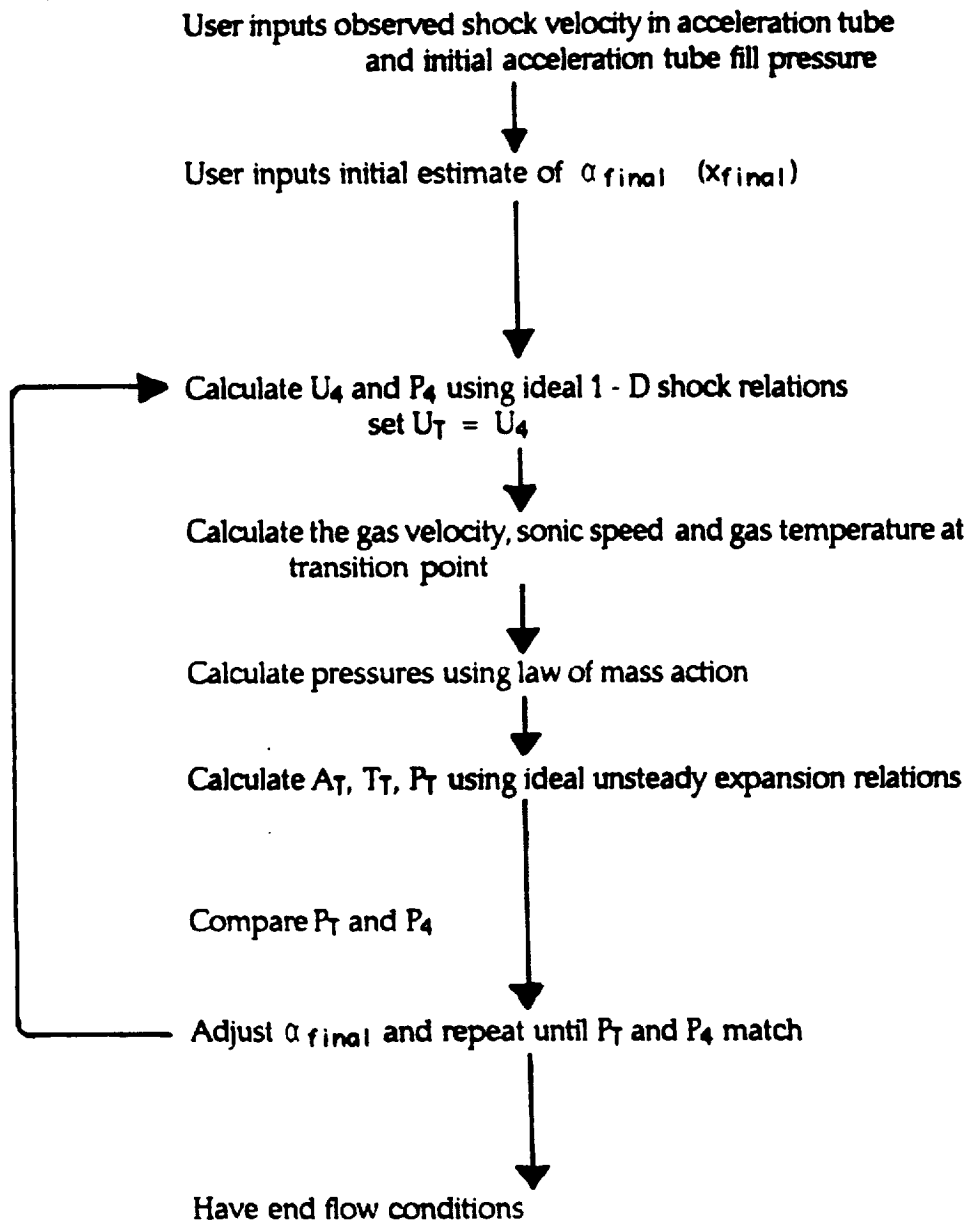 User inputs observed shock velocity in acceleration tube
and initial acceleration tube fill pressure
User inputs initial estimate of α final (xfinal)
Calculate U4 and P4 using ideal 1 - D shock relations
set UT = U4
Calculate the gas velocity, sonic speed and gas temperature at
transition point
Calculate pressures using law of mass action
Calculate AT, TT, PT using ideal unsteady expansion relations
Compare PT and P4
Adjust α final and repeat until PT and P4 match
Have end flow conditions